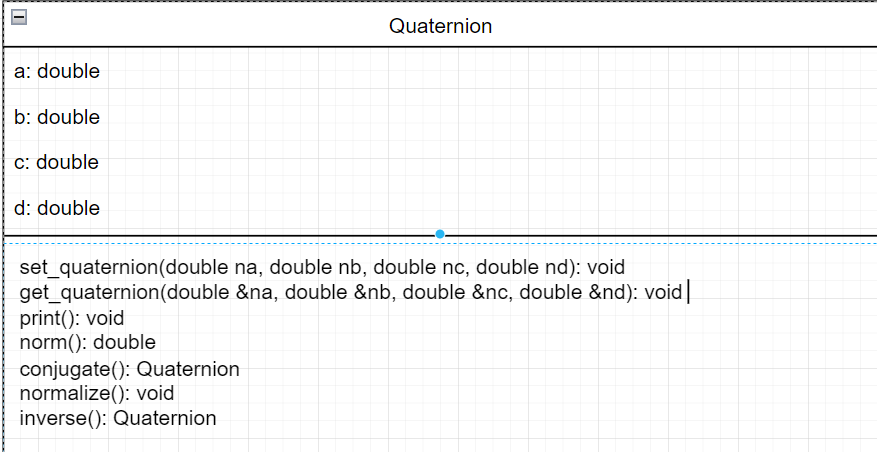 Quaternion
a: double
b: double
c: double
d: double
set_quaternion(double na, double nb, double nc, double nd): void
get_quaternion(double &na, double &nb, double &nc, double &nd): void
print(): void
norm(): double
conjugate(): Quaternion
normalize(): void
inverse(): Quaternion